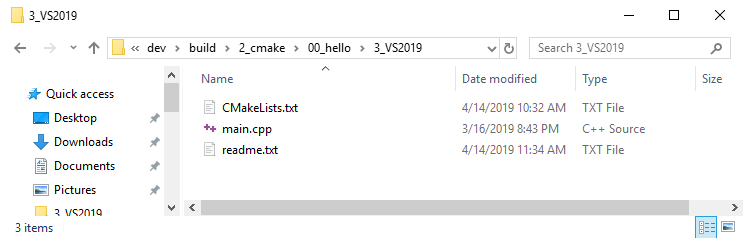 3_VS2019
« dev › build › 2_cmake › 00_hello › 3_VS2019
Search 3_VS2019
Name Date modified Type Size
Quick access
Desktop
Downloads
Documents
Pictures
3_VS2019
CMakeLists.txt 4/14/2019 10:32 AM TXT File
main.cpp 3/16/2019 8:43 PM C++ Source
readme.txt 4/14/2019 11:34 AM TXT File
3 items